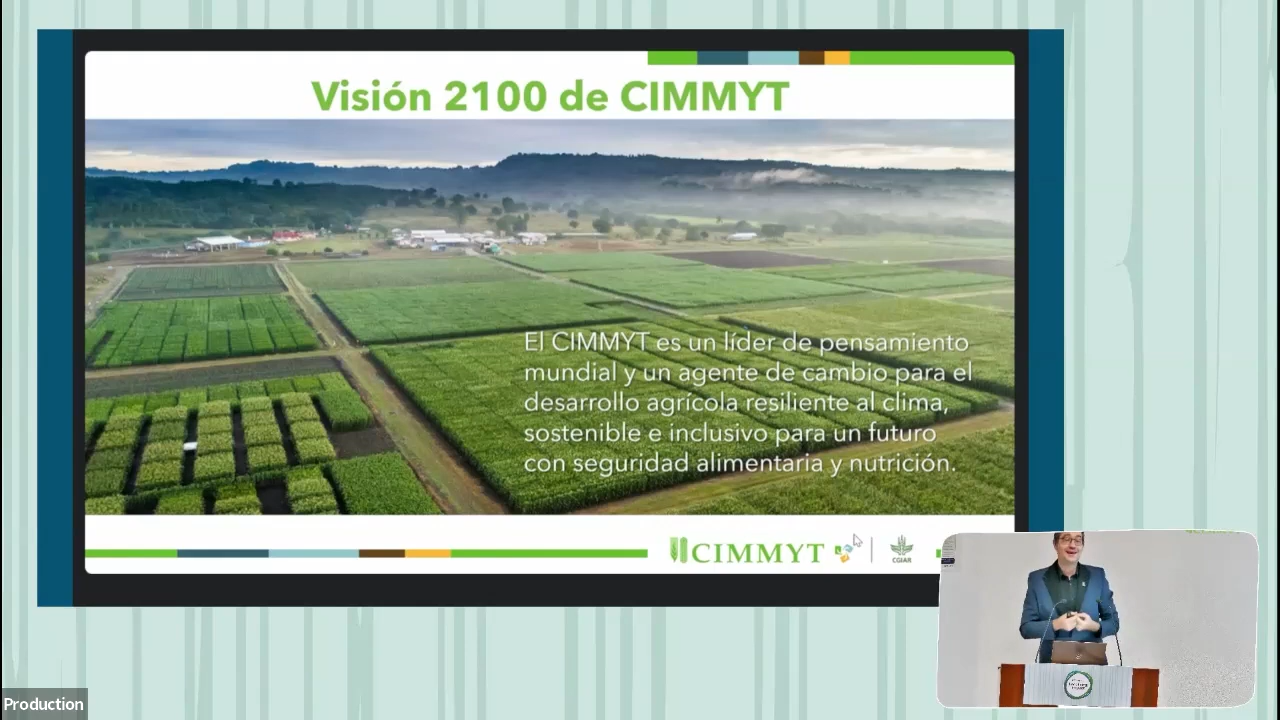 Visión 2100 de CIMMYT
El CIMMYT es un líder de pensamiento
mundial y un agente de cambio para el
desarrollo agrícola resiliente al clima,
sostenible e inclusivo para un futuro
con seguridad alimentaria y nutrición.
CIMMYT
CGIAR
Production